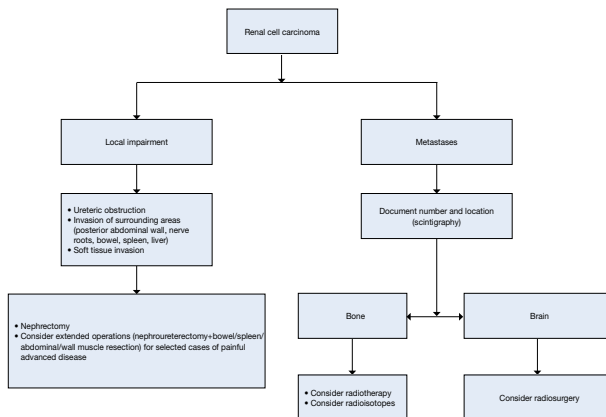 Renal cell carcinoma
Local impairment
Metastases
• Ureteric obstruction
• Invasion of surrounding areas
(posterior abdominal wall, nerve
roots, bowel, spleen, liver)
• Soft tissue invasion
Document number and location
(scintigraphy)
• Nephrectomy
• Consider extended operations (nephroureterectomy+bowel/spleen/
abdominal/wall muscle resection) for selected cases of painful
advanced disease
Bone
Brain
• Consider radiotherapy
• Consider radioisotopes
Consider radiosurgery